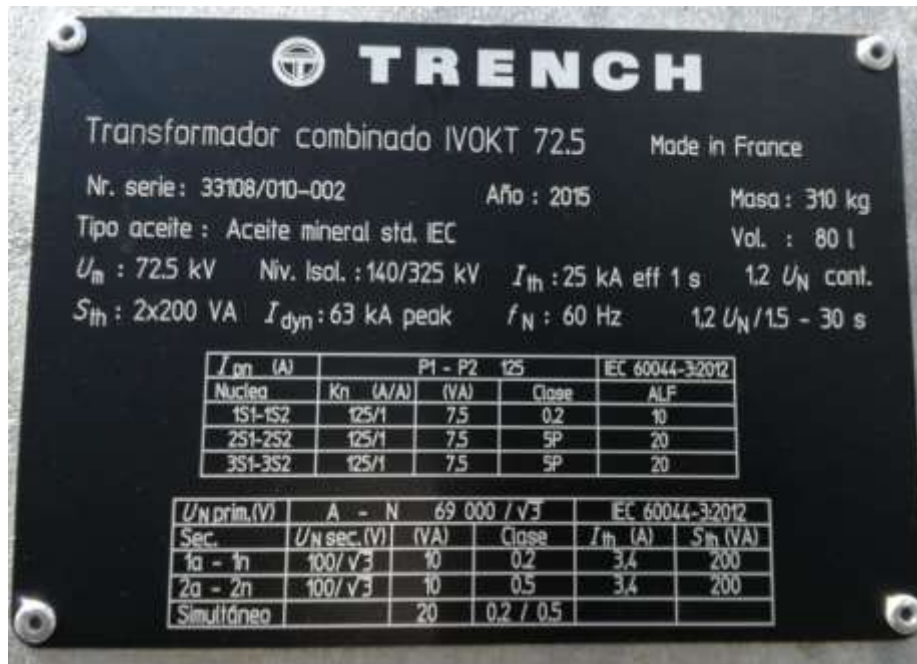 TRENCH
Transformador combinado IVOKT 72.5 Made in France
Nr. serie: 33108/010-002 Año : 2015 Masa : 310 kg
Tipo aceite : Aceite mineral std. IEC Vol. : 80 l
Um : 72.5 kV Niv. Isol. : 140/325 kV Ith : 25 kA eff 1 s 1,2 UN cont.
Sth : 2x200 VA Idyn : 63 kA peak fN : 60 Hz 1,2 UN/1.5 - 30 s
Ipn (A) P1 - P2 125 IEC 60044-3:2012
Nucleo Kn (A/A) (VA) Clase ALF
1S1-1S2 125/1 7.5 0.2 10
2S1-2S2 125/1 7.5 5P 20
3S1-3S2 125/1 7.5 5P 20
UN prim.(V) A - N 69 000 / √3 IEC 60044-3:2012
Sec. UN sec.(V) (VA) Clase Ith (A) Sth (VA)
1a - 1n 100/√3 10 0.2 3,4 200
2a - 2n 100/√3 10 0.5 3,4 200
Simultáneo 20 0.2 / 0.5